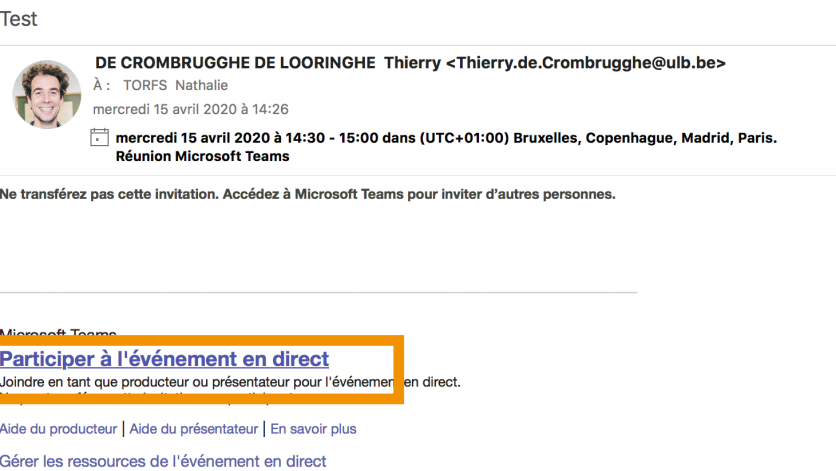 Test
DE CROMBRUGGHE DE LOORINGHE Thierry <Thierry.de.Crombrugghe@ulb.be>
À : TORFS Nathalie
mercredi 15 avril 2020 à 14:26
mercredi 15 avril 2020 à 14:30 - 15:00 dans (UTC+01:00) Bruxelles, Copenhague, Madrid, Paris.
Réunion Microsoft Teams
Ne transférez pas cette invitation. Accédez à Microsoft Teams pour inviter d'autres personnes.
Microsoft Teams
Participer à l'événement en direct
Joindre en tant que producteur ou présentateur pour l'événement en direct.
Aide du producteur | Aide du présentateur | En savoir plus
Gérer les ressources de l'événement en direct